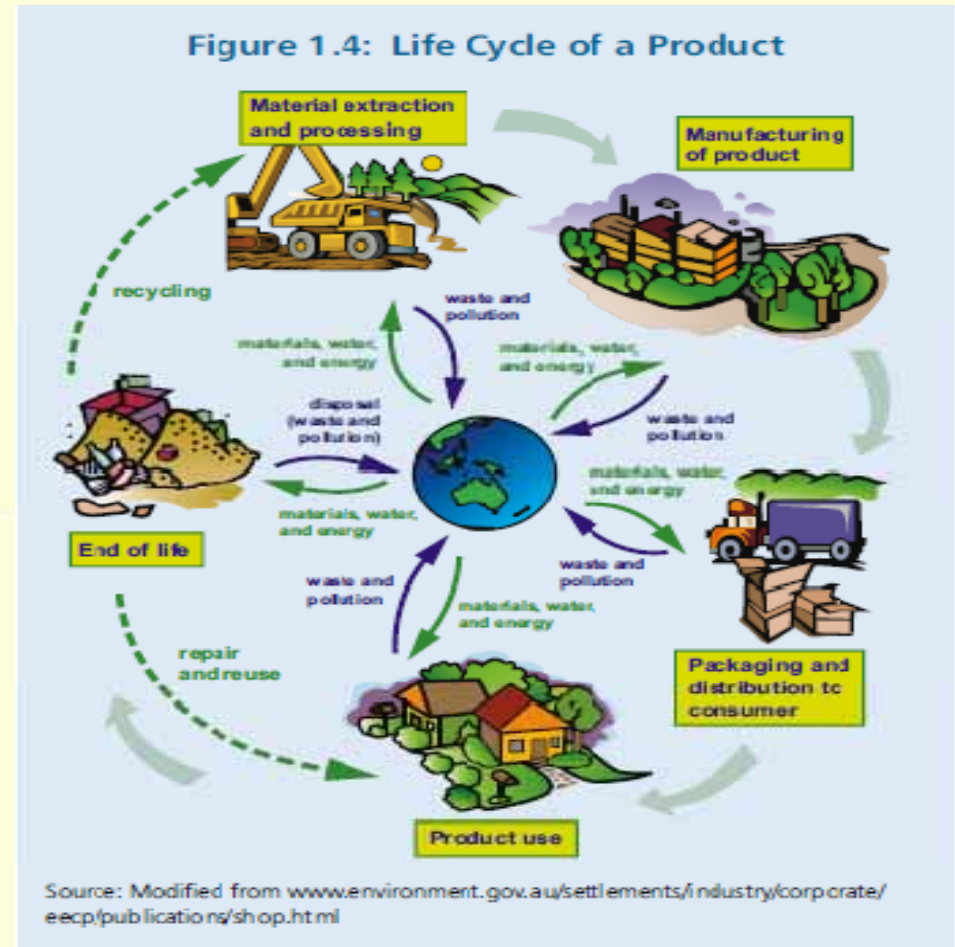 Figure 1.4: Life Cycle of a Product
Material extraction
and processing
Manufacturing
of product
recycling
waste and
pollution
materials, water,
and energy
materials, water,
and energy
disposal
(waste and
pollution)
waste and
pollution
materials, water,
and energy
materials, water,
and energy
End of life
waste and
pollution
waste and
pollution
materials, water,
and energy
repair
and reuse
Packaging and
distribution to
consumer
Product use
Source: Modified from www.environment.gov.au/settlements/industry/corporate/
eecp/publications/shop.html